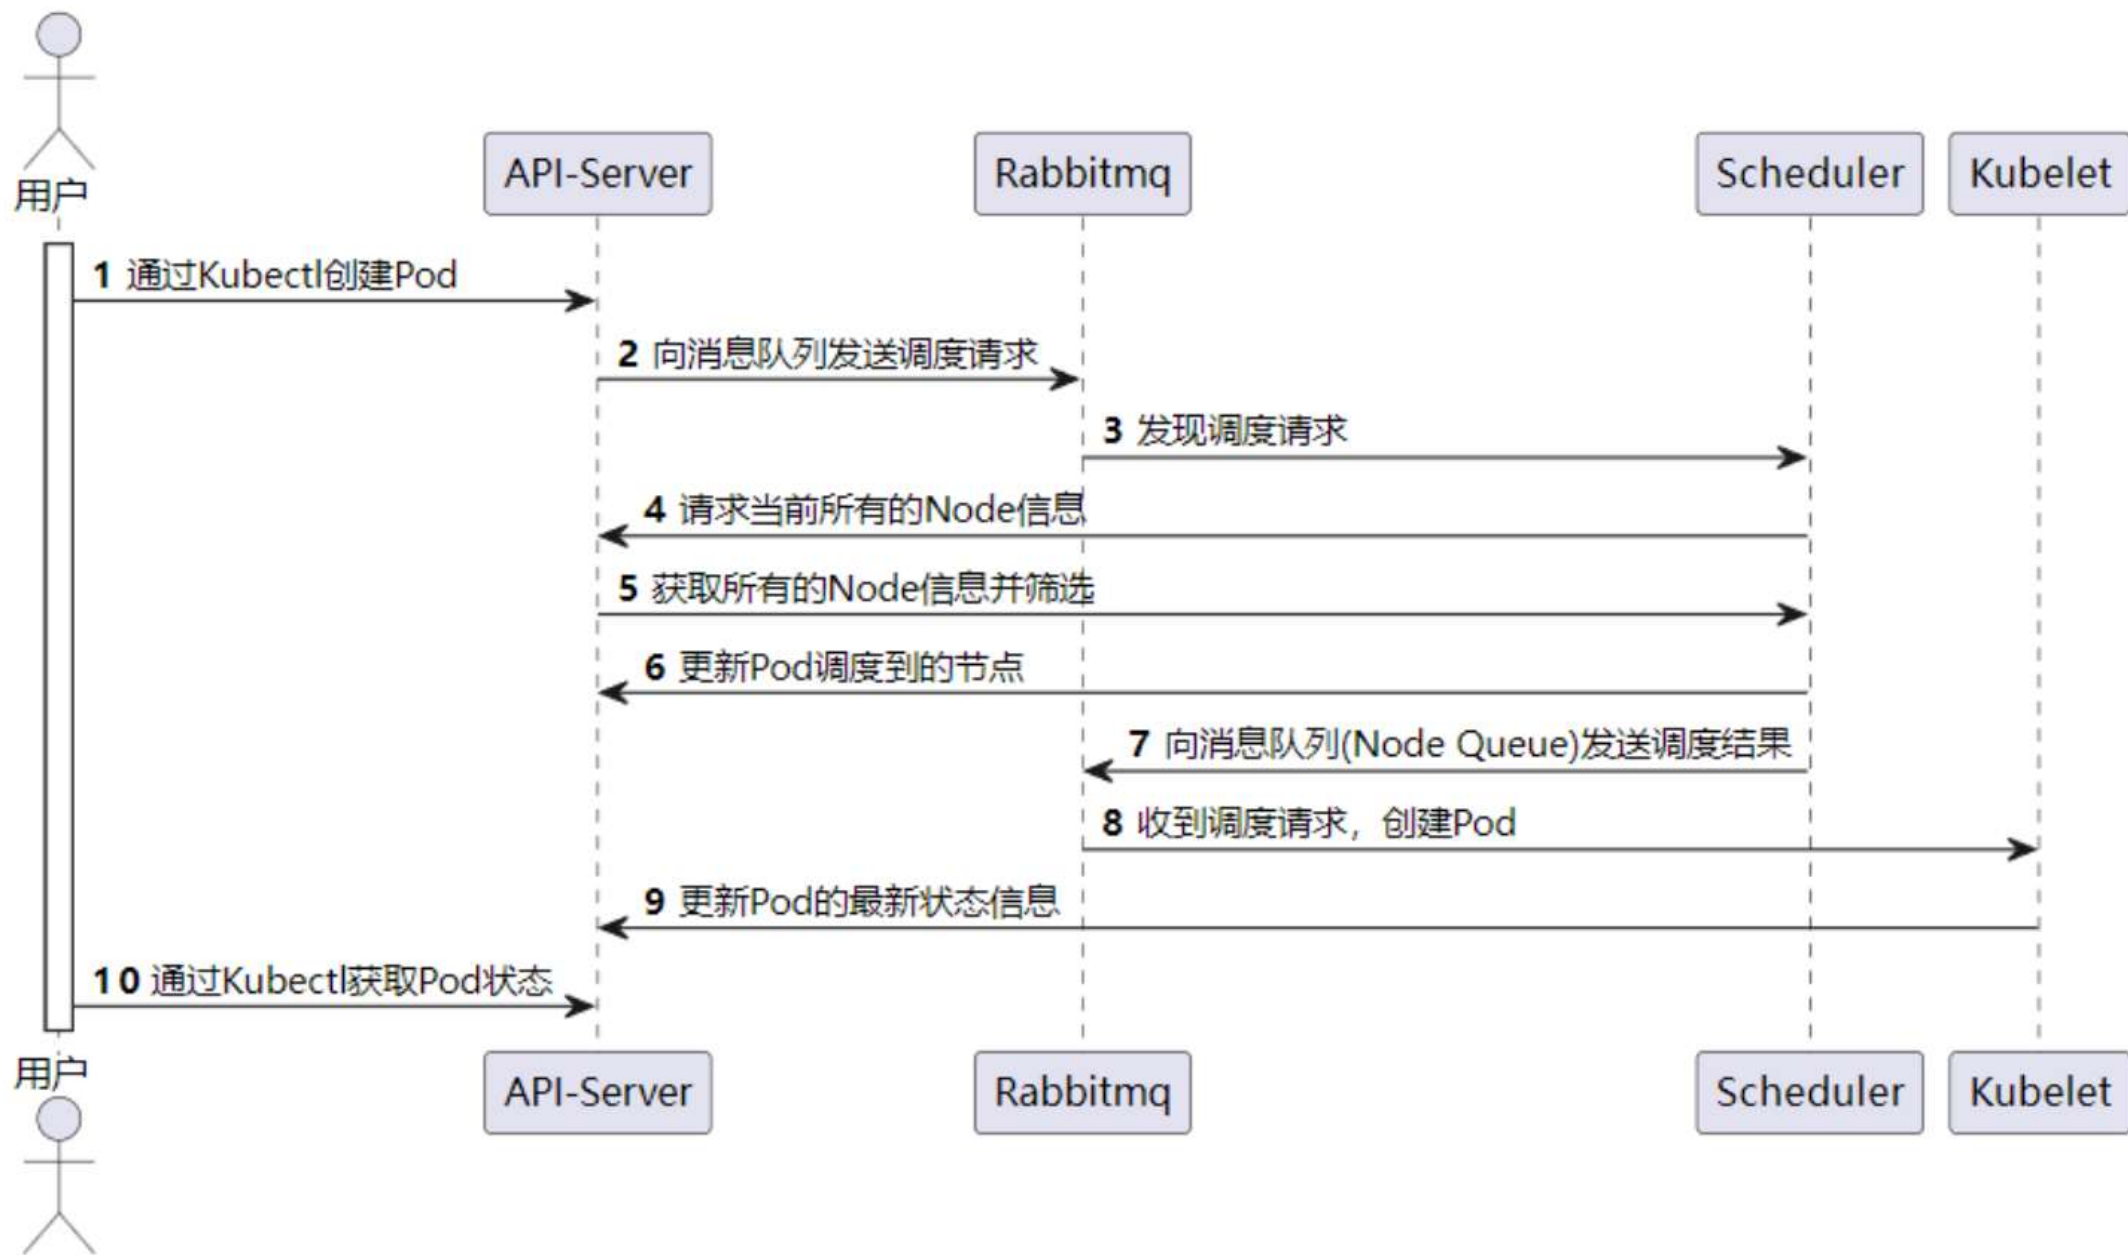 用户
API-Server
Rabbitmq
Scheduler
Kubelet
1 通过Kubectl创建Pod
2 向消息队列发送调度请求
3 发现调度请求
4 请求当前所有的Node信息
5 获取所有的Node信息并筛选
6 更新Pod调度到的节点
7 向消息队列(Node Queue)发送调度结果
8 收到调度请求，创建Pod
9 更新Pod的最新状态信息
10 通过Kubectl获取Pod状态
用户
API-Server
Rabbitmq
Scheduler
Kubelet